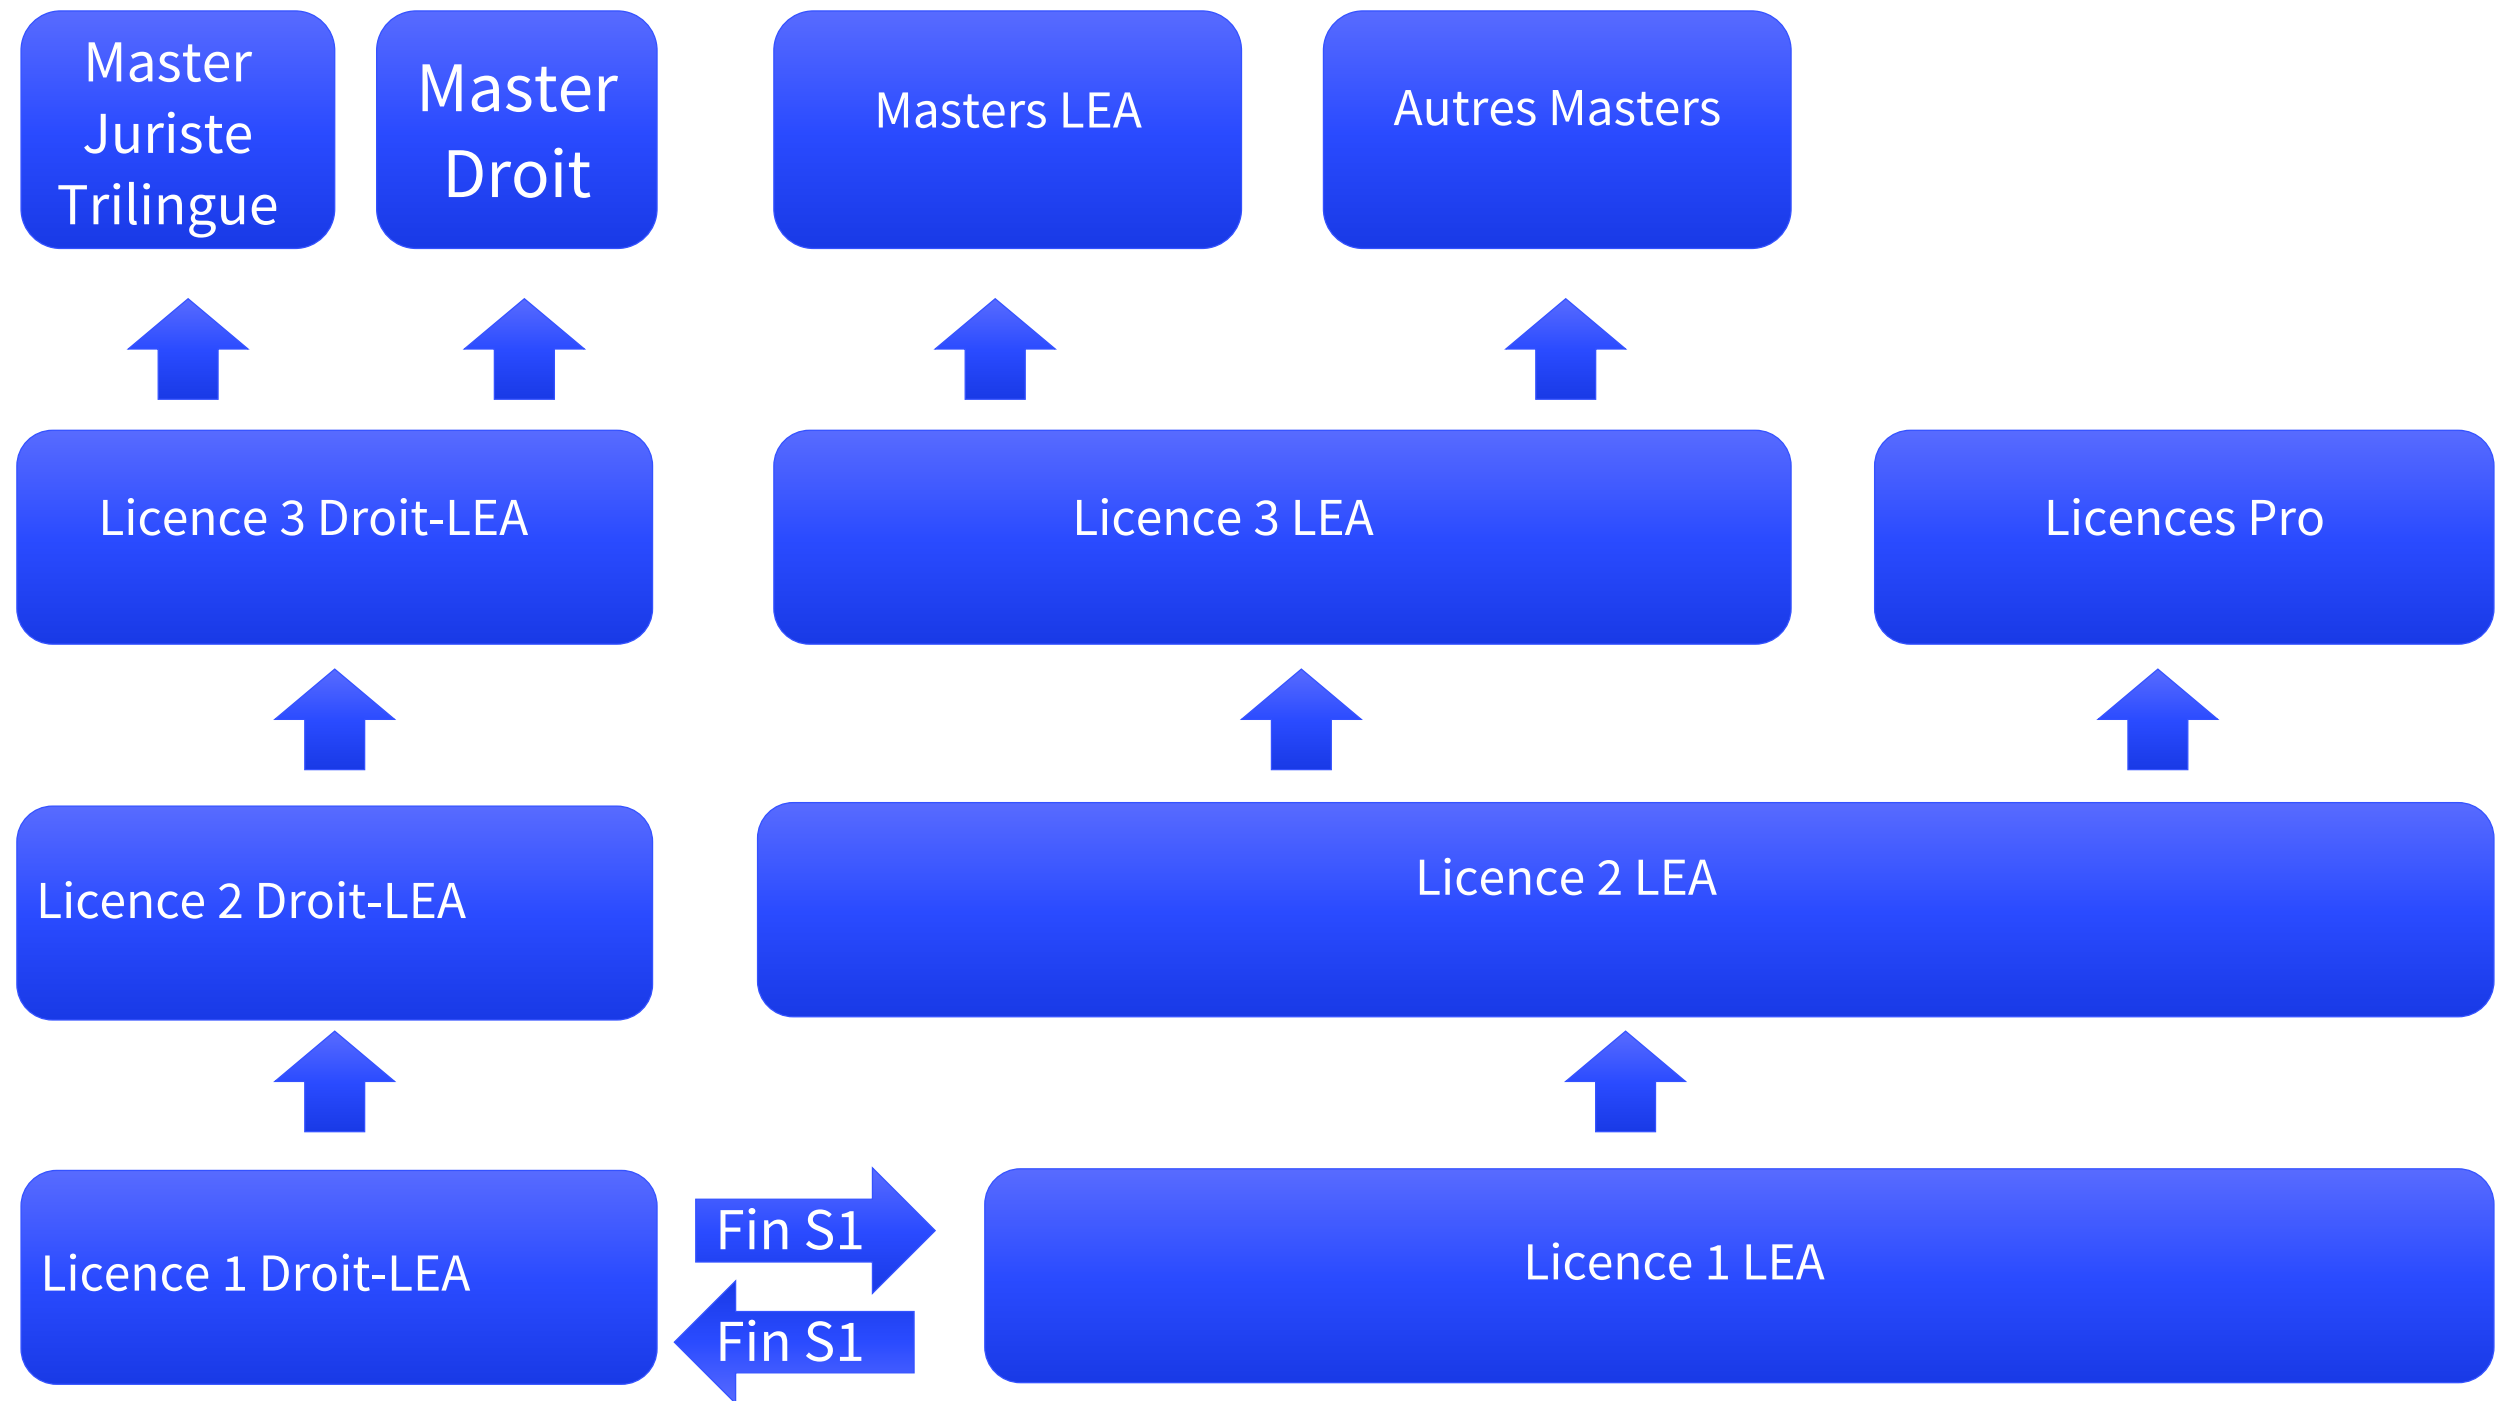 Master
Juriste
Trilingue
Master
Droit
Masters LEA
Autres Masters
Licence 3 Droit-LEA
Licence 3 LEA
Licences Pro
Licence 2 Droit-LEA
Licence 2 LEA
Licence 1 Droit-LEA
Fin S1
Fin S1
Licence 1 LEA